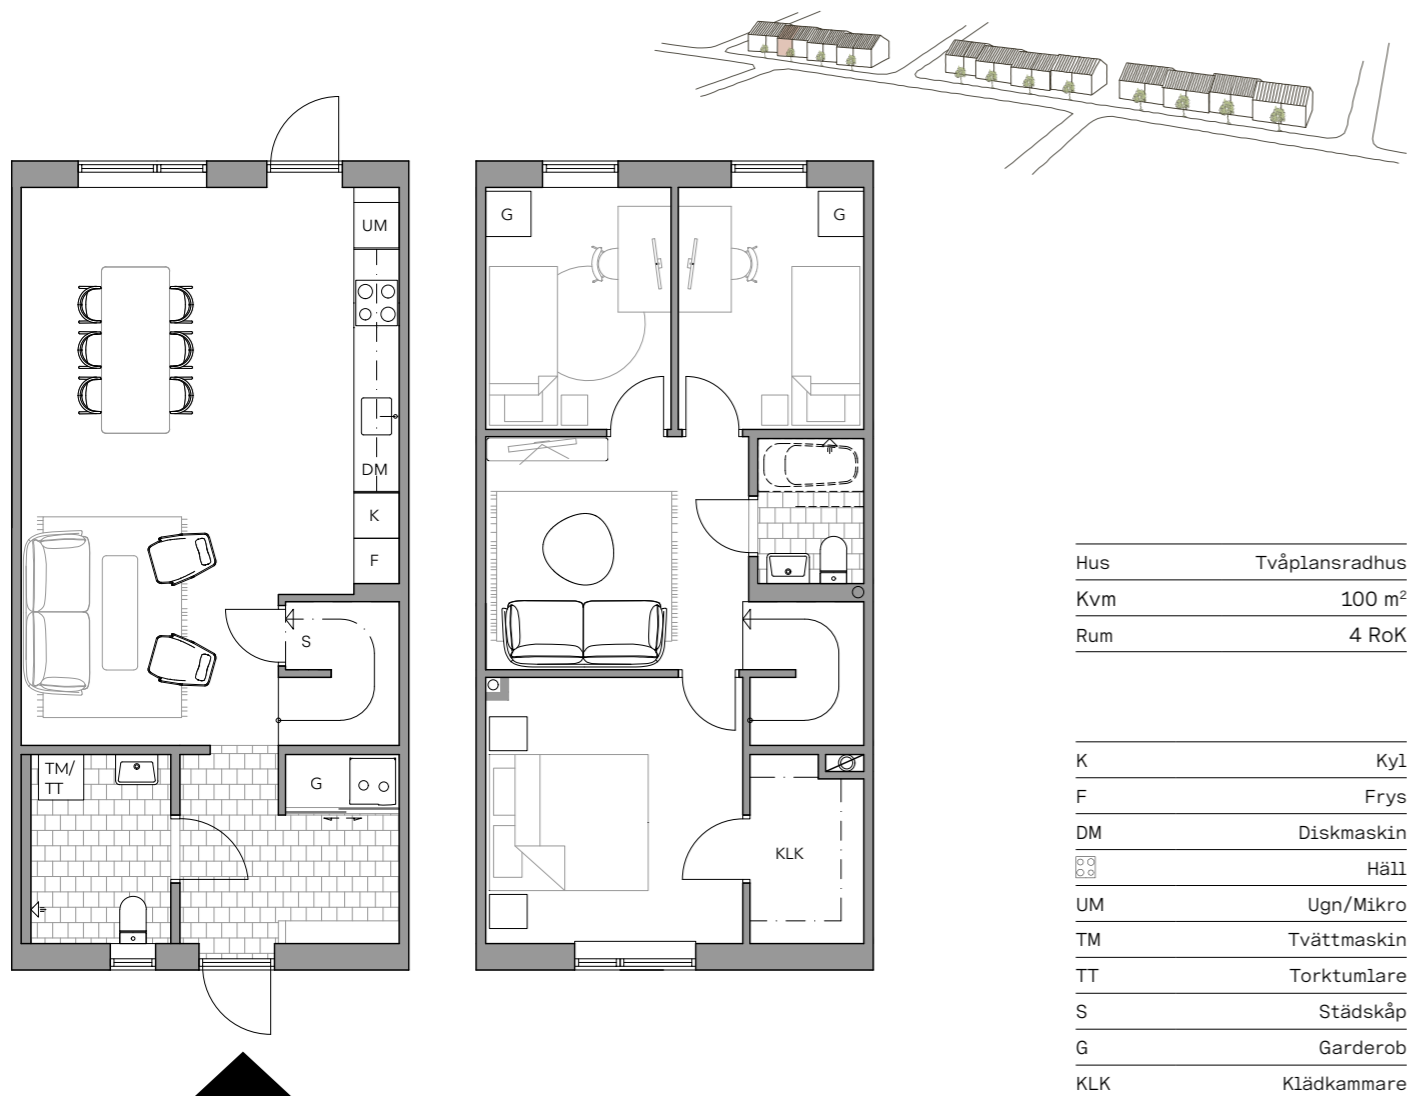 UM
DM
K
F
S
TM/
TT
G
G
G
KLK
Hus Tvåplansradhus
Kvm 100 m²
Rum 4 RoK
K Kyl
F Frys
DM Diskmaskin
Häll
UM Ugn/Mikro
TM Tvättmaskin
TT Torktumlare
S Städskåp
G Garderob
KLK Klädkammare